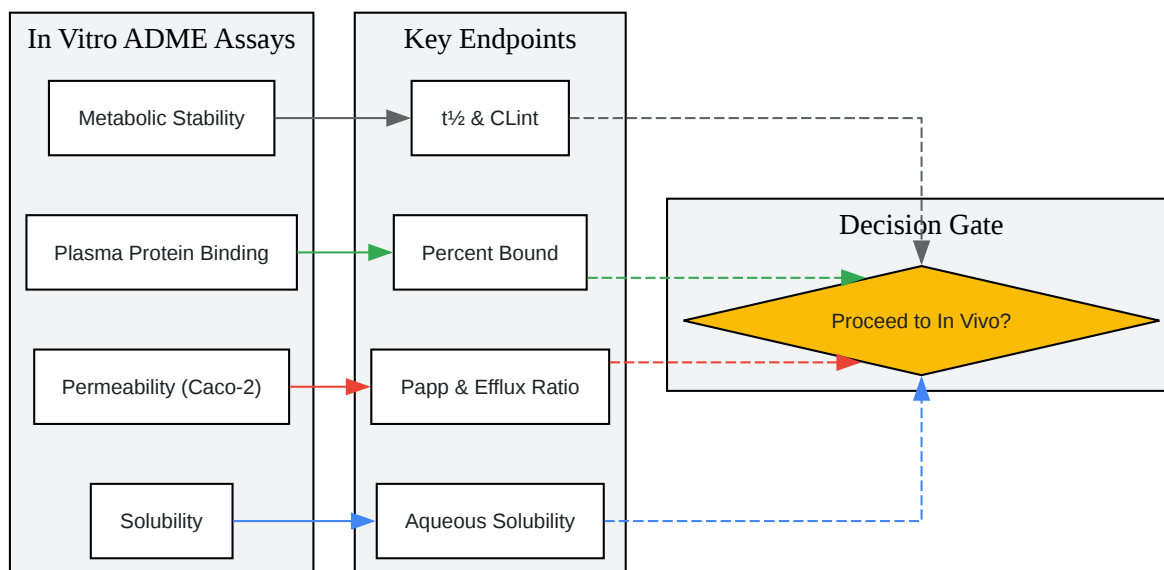 In Vitro ADME Assays
Key Endpoints
Metabolic Stability
t½ & CLint
Decision Gate
Plasma Protein Binding
Percent Bound
Proceed to In Vivo?
Permeability (Caco-2)
Papp & Efflux Ratio
Solubility
Aqueous Solubility